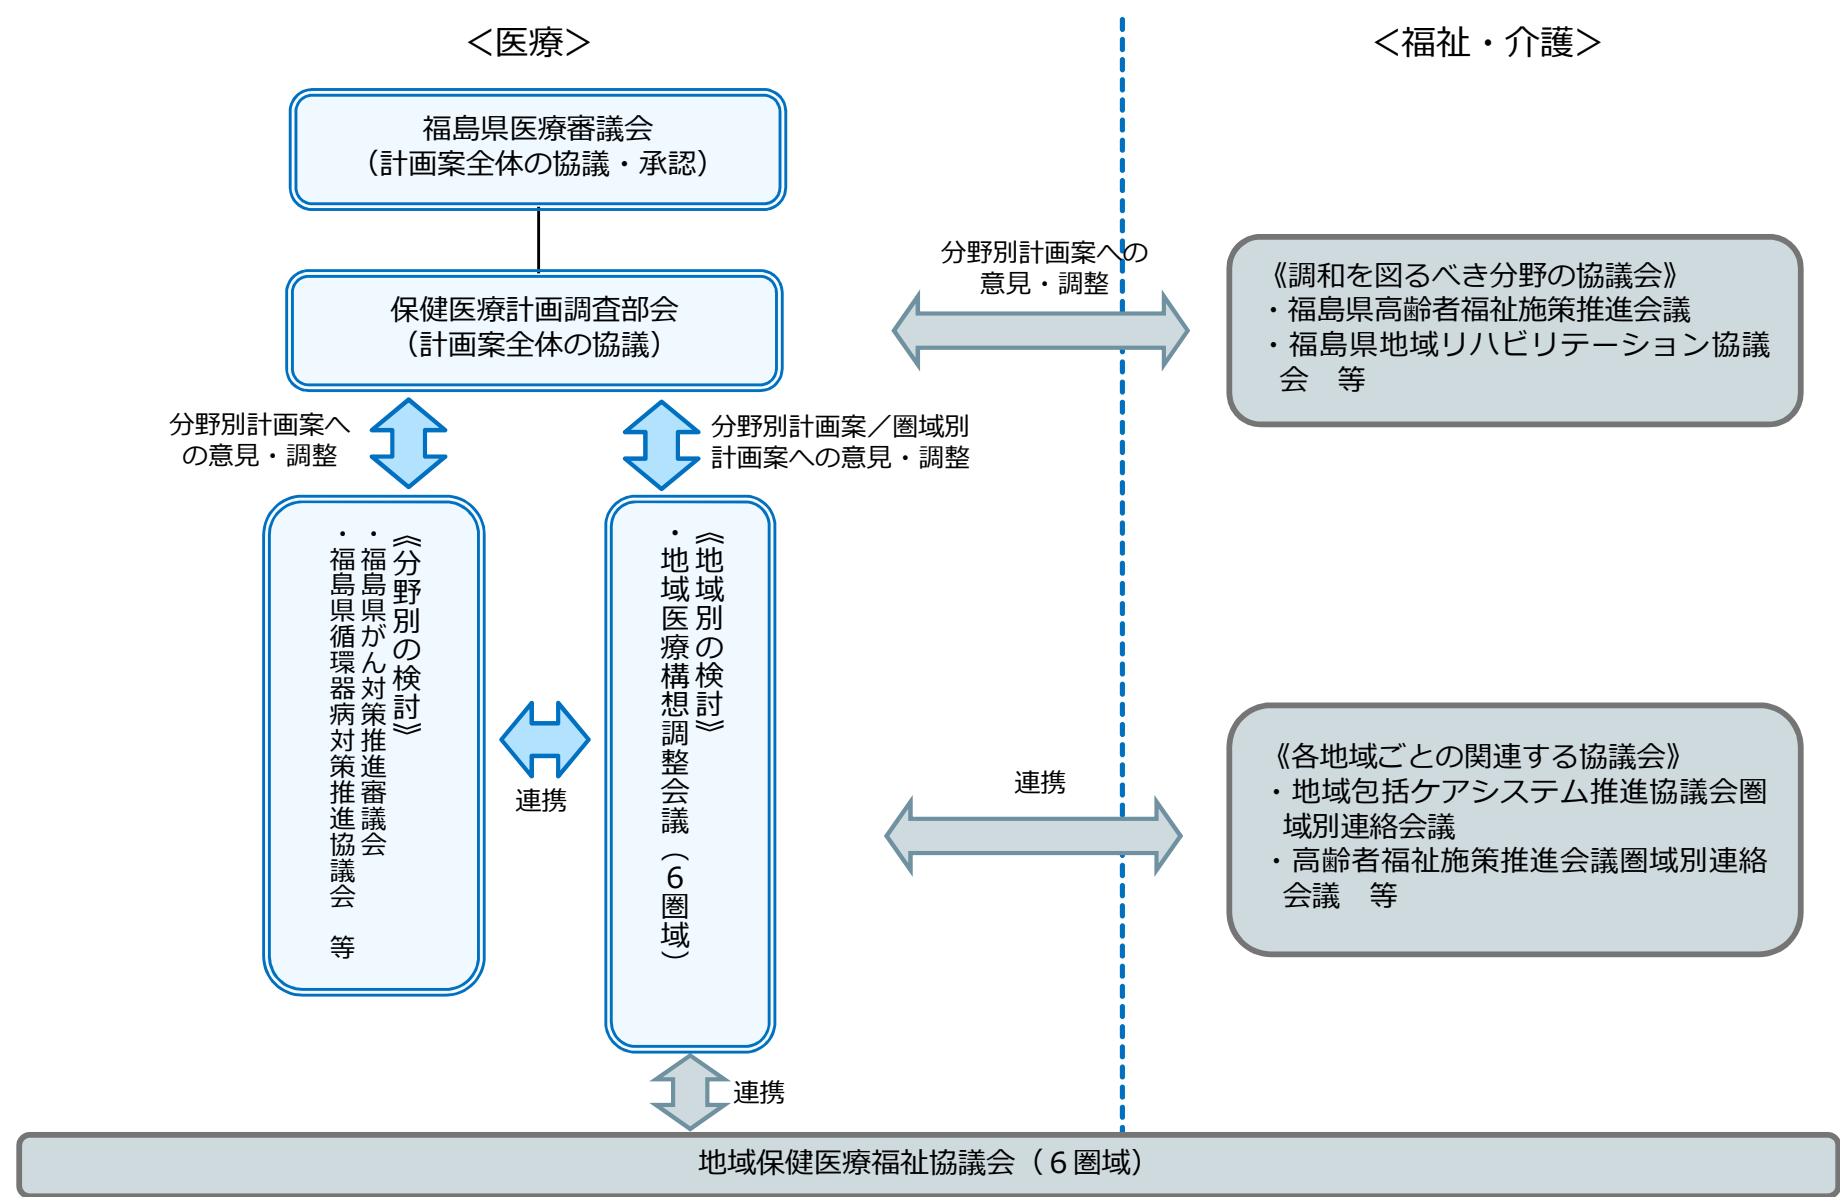 ＜医療＞
＜福祉・介護＞
福島県医療審議会
（計画案全体の協議・承認）
保健医療計画調査部会
（計画案全体の協議）
分野別計画案への
意見・調整
《調和を図るべき分野の協議会》
・福島県高齢者福祉施策推進会議
・福島県地域リハビリテーション協議
会　等
分野別計画案へ
の意見・調整
分野別計画案／圏域別
計画案への意見・調整
《分野別の検討》
・福島県がん対策推進審議会
・福島県循環器病対策推進協議会　等
連携
《地域別の検討》
・地域医療構想調整会議（６圏域）
連携
《各地域ごとの関連する協議会》
・地域包括ケアシステム推進協議会圏
域別連絡会議
・高齢者福祉施策推進会議圏域別連絡
会議　等
連携
地域保健医療福祉協議会（６圏域）